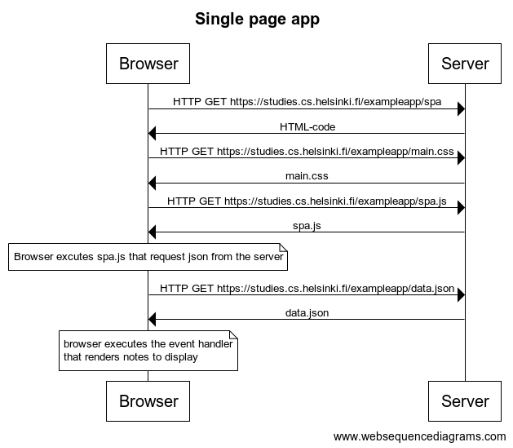 Single page app
Browser
Server
HTTP GET https://studies.cs.helsinki.fi/exampleapp/spa
HTML-code
HTTP GET https://studies.cs.helsinki.fi/exampleapp/main.css
main.css
HTTP GET https://studies.cs.helsinki.fi/exampleapp/spa.js
spa.js
Browser excutes spa.js that request json from the server
HTTP GET https://studies.cs.helsinki.fi/exampleapp/data.json
data.json
browser executes the event handler
that renders notes to display
Browser
Server
www.websequencediagrams.com